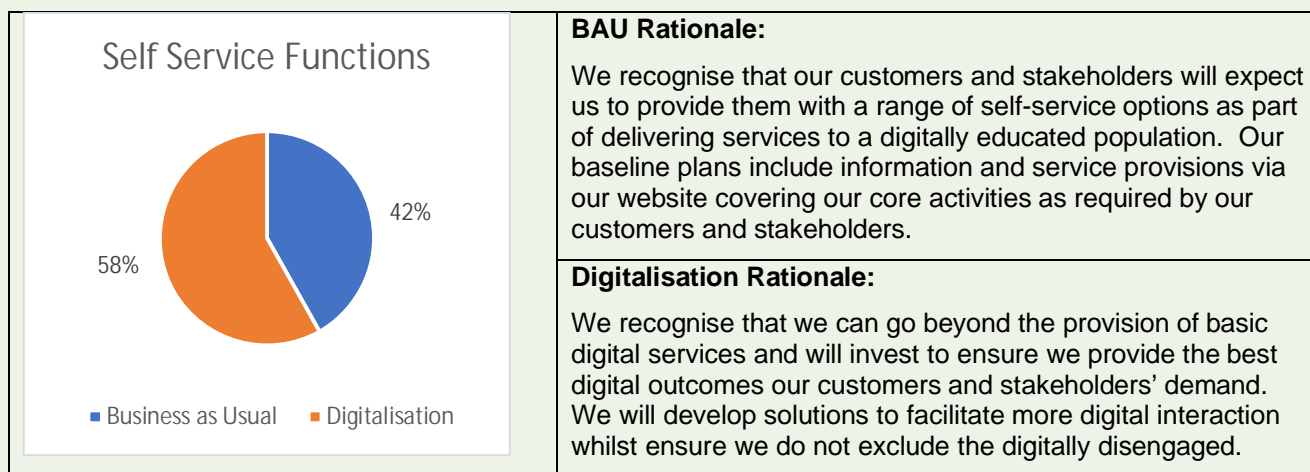 Self Service Functions
42%
58%
Business as Usual
Digitalisation
BAU Rationale:
We recognise that our customers and stakeholders will expect
us to provide them with a range of self-service options as part
of delivering services to a digitally educated population.  Our
baseline plans include information and service provisions via
our website covering our core activities as required by our
customers and stakeholders.
Digitalisation Rationale:
We recognise that we can go beyond the provision of basic
digital services and will invest to ensure we provide the best
digital outcomes our customers and stakeholders’ demand.
We will develop solutions to facilitate more digital interaction
whilst ensure we do not exclude the digitally disengaged.